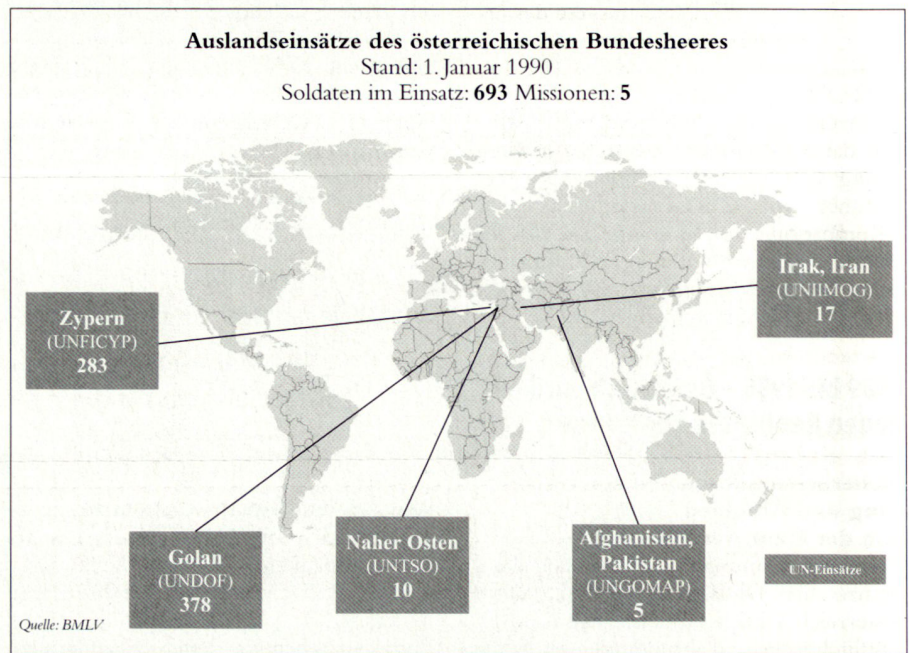 Auslandseinsätze des österreichischen Bundesheeres
Stand: 1. Januar 1990
Soldaten im Einsatz: 693 Missionen: 5
Irak, Iran
(UNIIMOG)
17
Zypern
(UNFICYP)
283
Golan
(UNDOF)
378
Naher Osten
(UNTSO)
10
Afghanistan,
Pakistan
(UNGOMAP)
5
UN-Einsätze
Quelle: BMLV